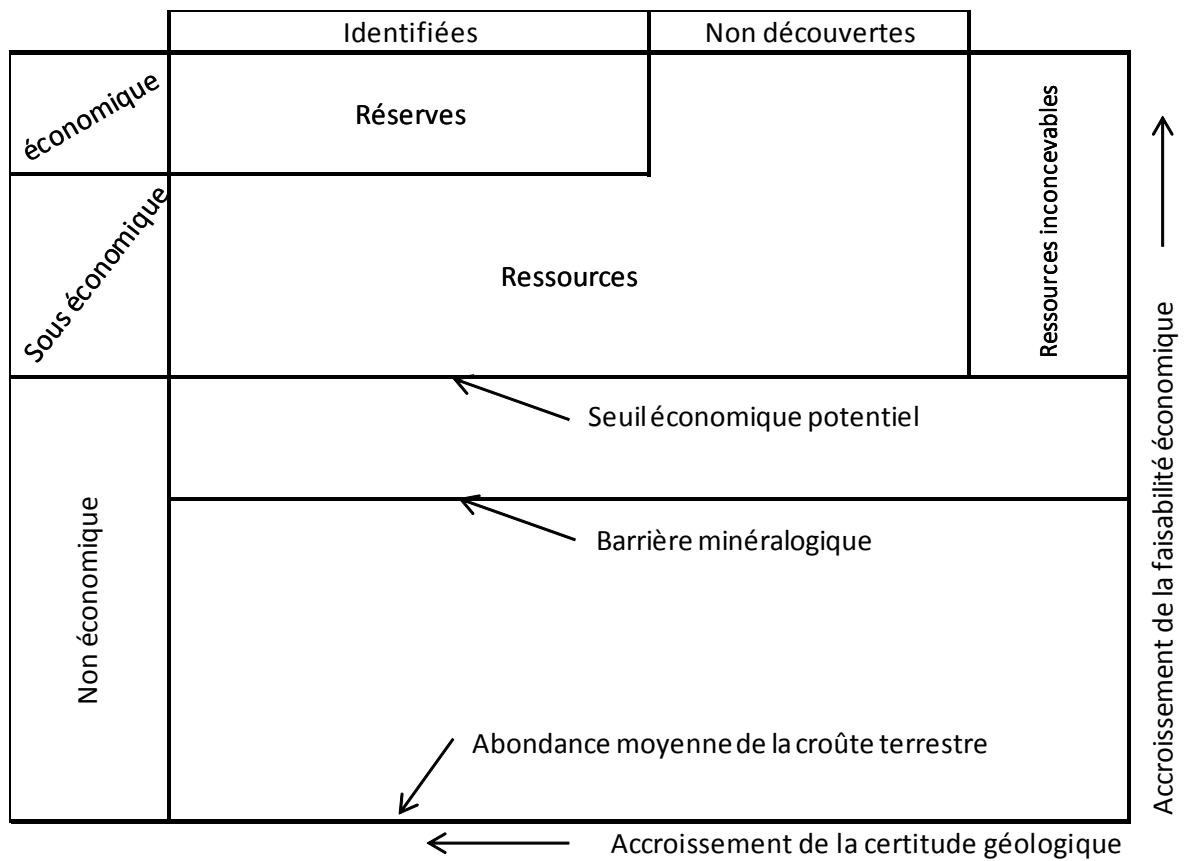 Identifiées
Non découvertes
économique
Réserves
Ressources inconcevables
Sous économique
Ressources
Seuil économique potentiel
Barrière minéralogique
Non économique
Abondance moyenne de la croûte terrestre
Accroissement de la faisabilité économique
Accroissement de la certitude géologique